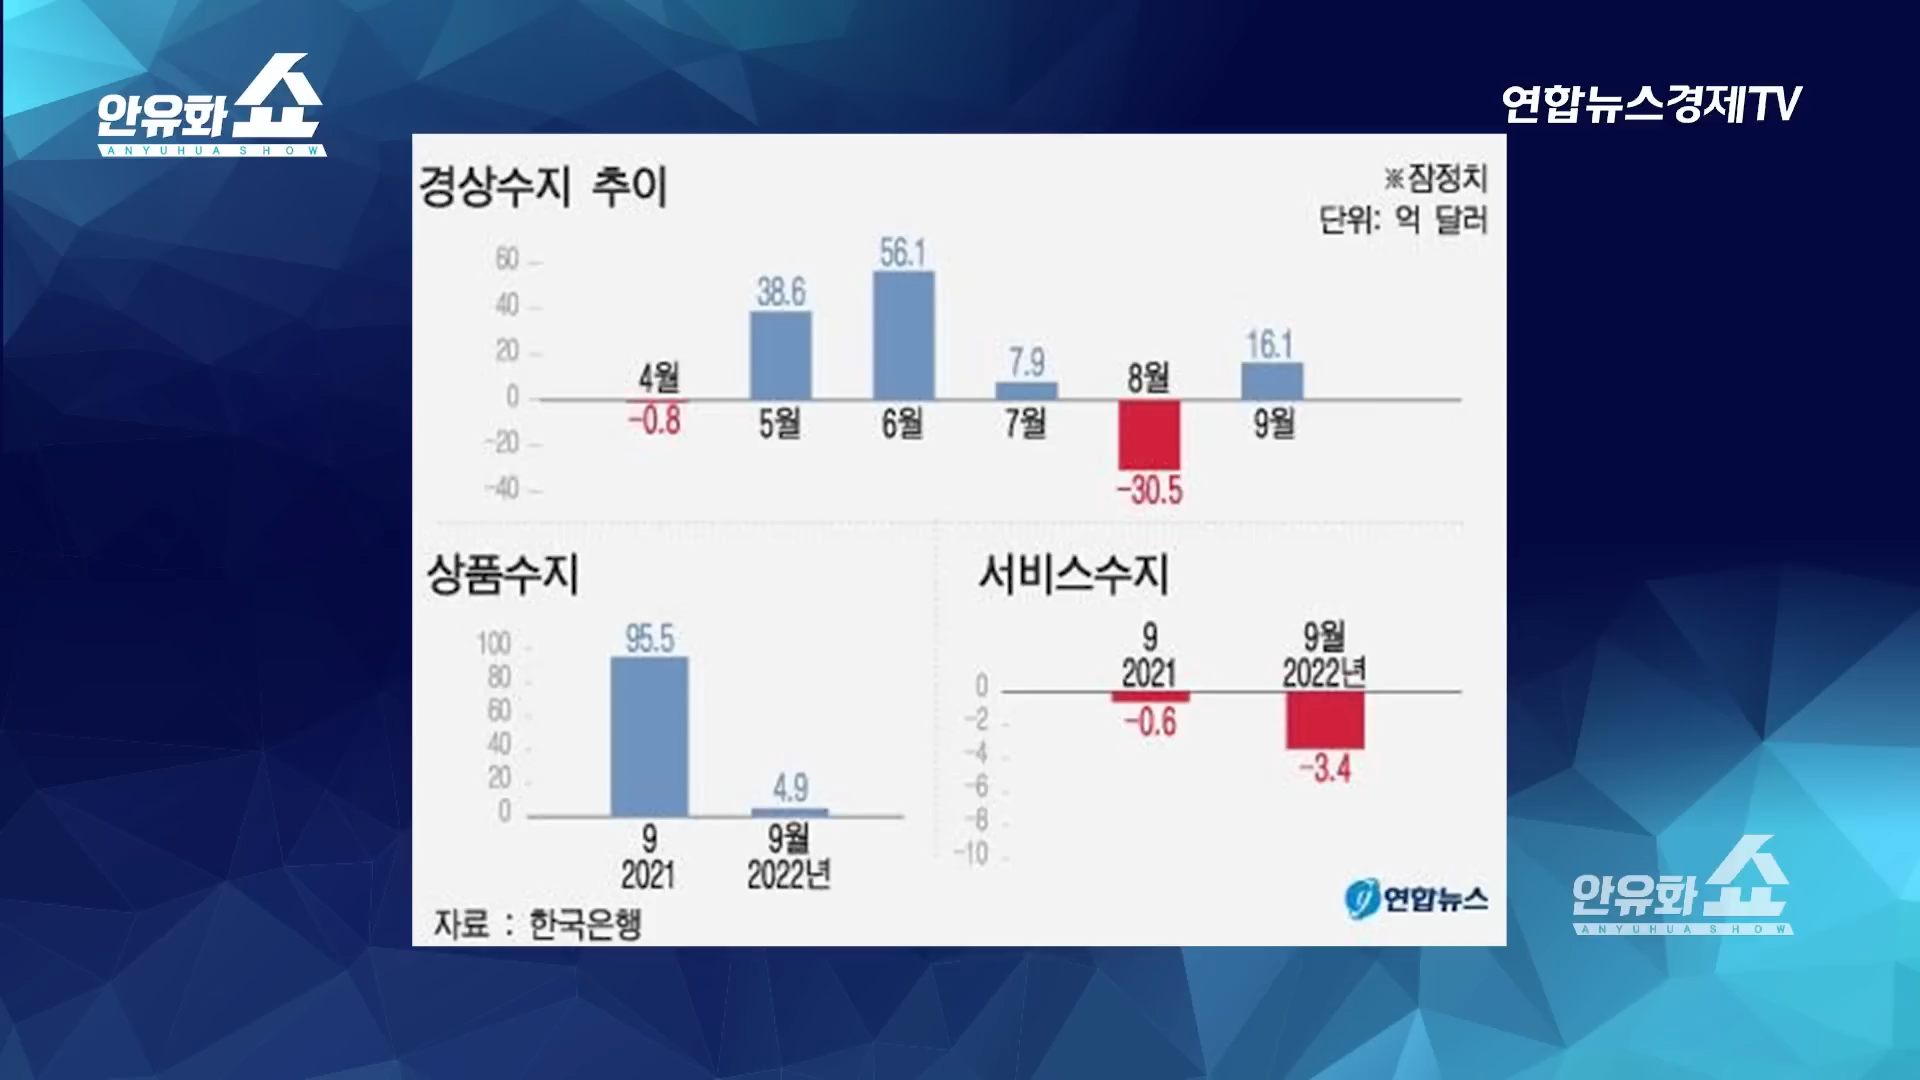 안유화쇼
ANYUHUA SHOW
연합뉴스경제TV
경상수지 추이
※잠정치
단위: 억 달러
60
40
20
0
-20
-40
4월
-0.8
38.6
5월
56.1
6월
7.9
7월
8월
-30.5
16.1
9월
상품수지
100
80
60
40
20
0
95.5
9
2021
4.9
9월
2022년
서비스수지
0
-2
-4
-6
-8
-10
9
2021
-0.6
9월
2022년
-3.4
자료 : 한국은행
연합뉴스
안유화쇼
ANYUHUA SHOW